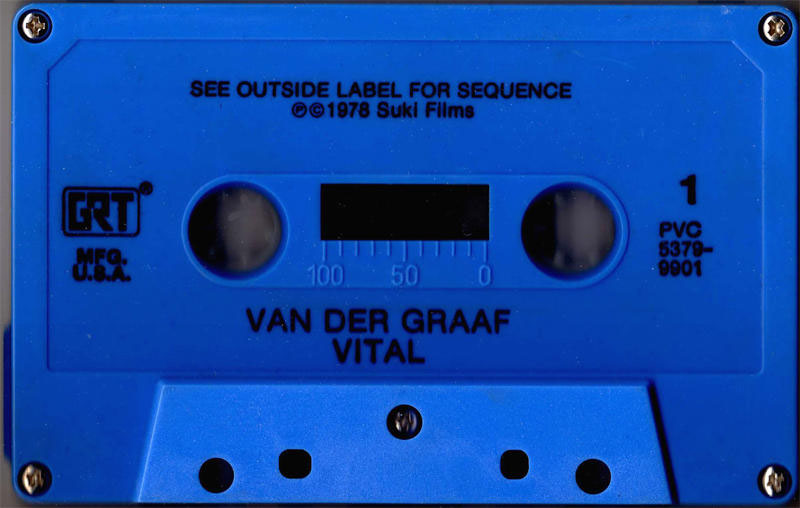 SEE OUTSIDE LABEL FOR SEQUENCE
℗©1978 Suki Films
GRT®
MFG.
U.S.A.
1
PVC
5379-
9901
100 50 0
VAN DER GRAAF
VITAL